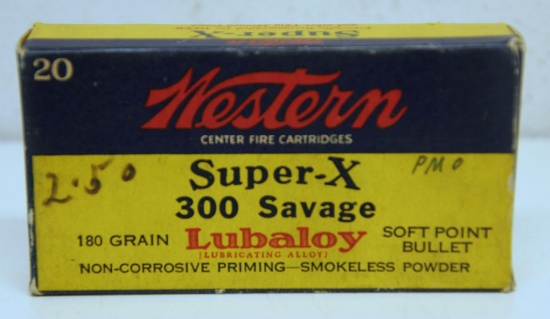 20
Western
CENTER FIRE CARTRIDGES
2.50
Super-X
PMO
300 Savage
180 GRAIN Lubaloy SOFT POINT BULLET
[LUBRICATING ALLOY]
NON-CORROSIVE PRIMING—SMOKELESS POWDER